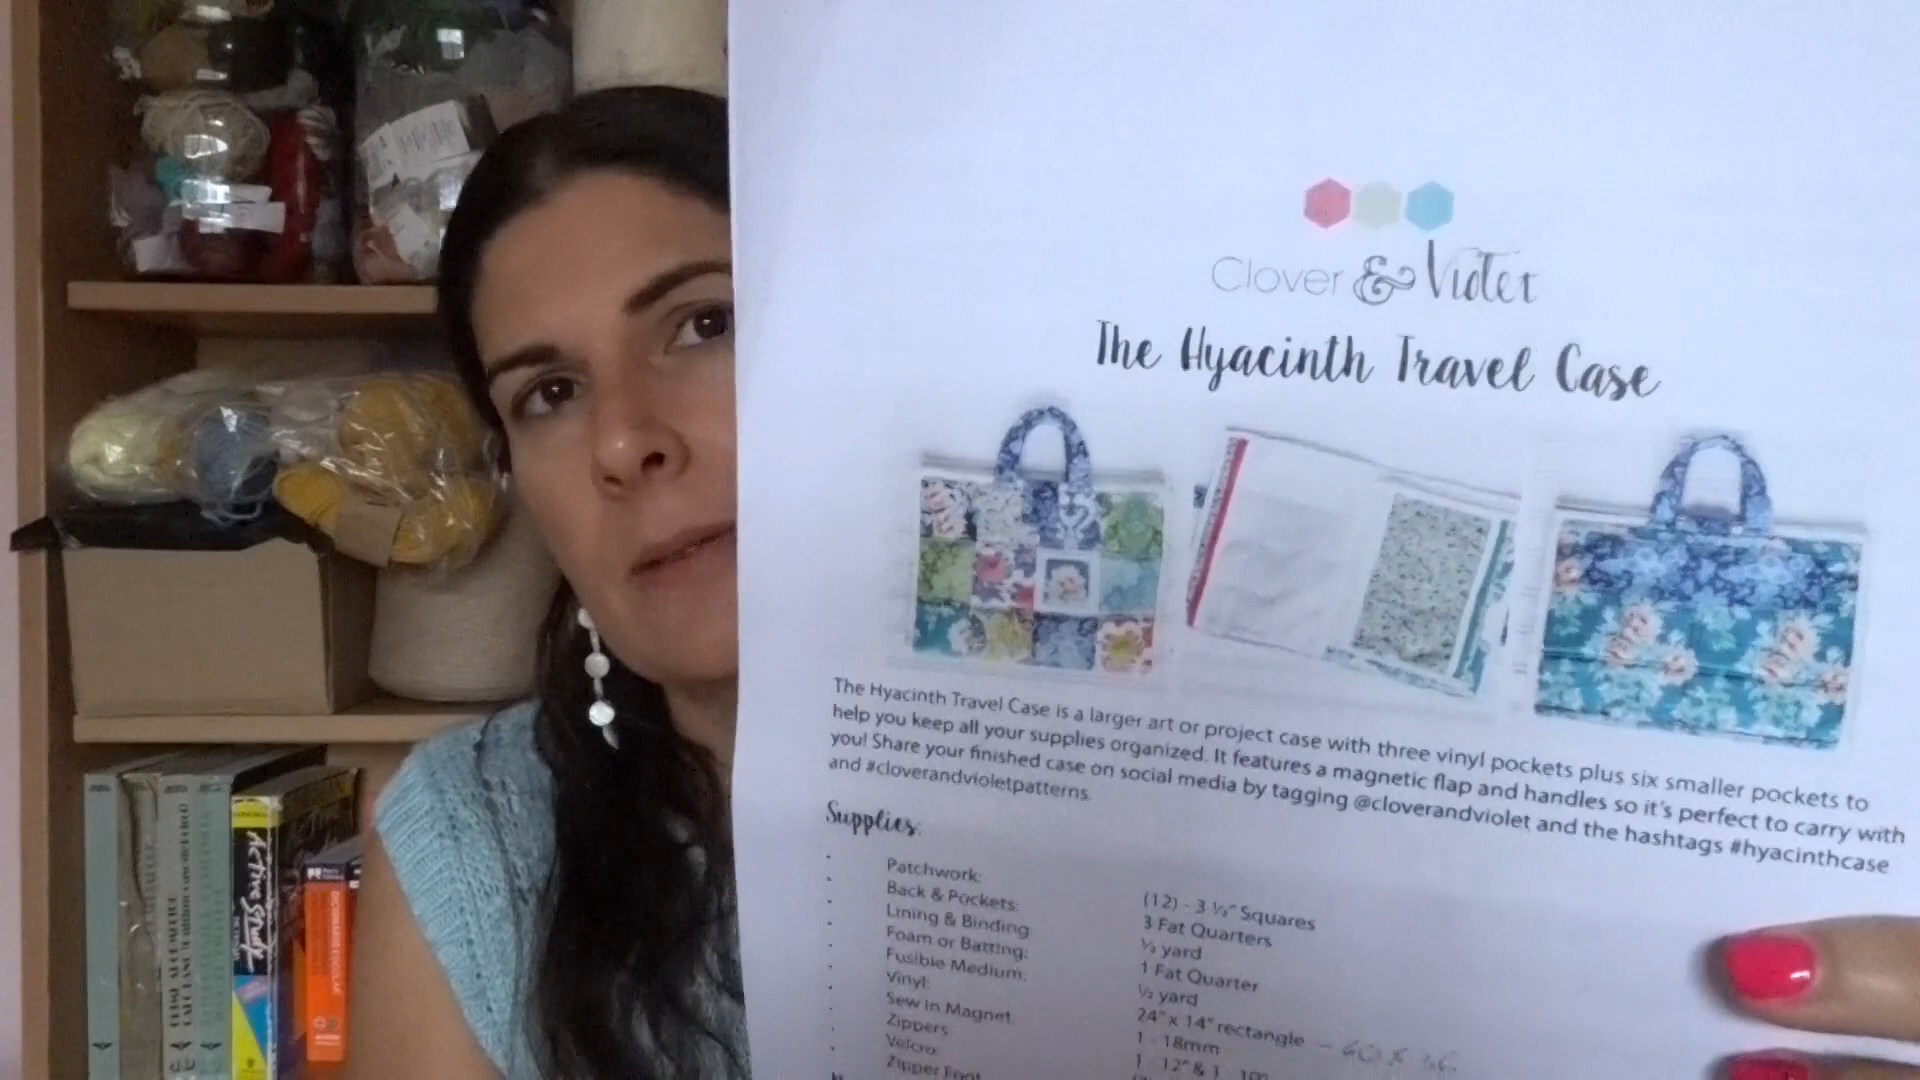 Clover & Violet
The Hyacinth Travel Case
The Hyacinth Travel Case is a larger art or project case with three vinyl pockets plus six smaller pockets to
help you keep all your supplies organized. It features a magnetic flap and handles so it's perfect to carry with
you! Share your finished case on social media by tagging @cloverandviolet and the hashtags #hyacinthcase
and #cloverandvioletpatterns.
Supplies:
Patchwork: (12) - 3 ½" Squares
Back & Pockets: 3 Fat Quarters
Lining & Binding: yard
Foam or Batting: 1 Fat Quarter
Fusible Medium: ½ yard
Vinyl: 24" x 14" rectangle
Sew In Magnet: 1 - 18mm
Zippers: 1 - 12" & 1 -
Velcro:
Zipper Foot
Active Study